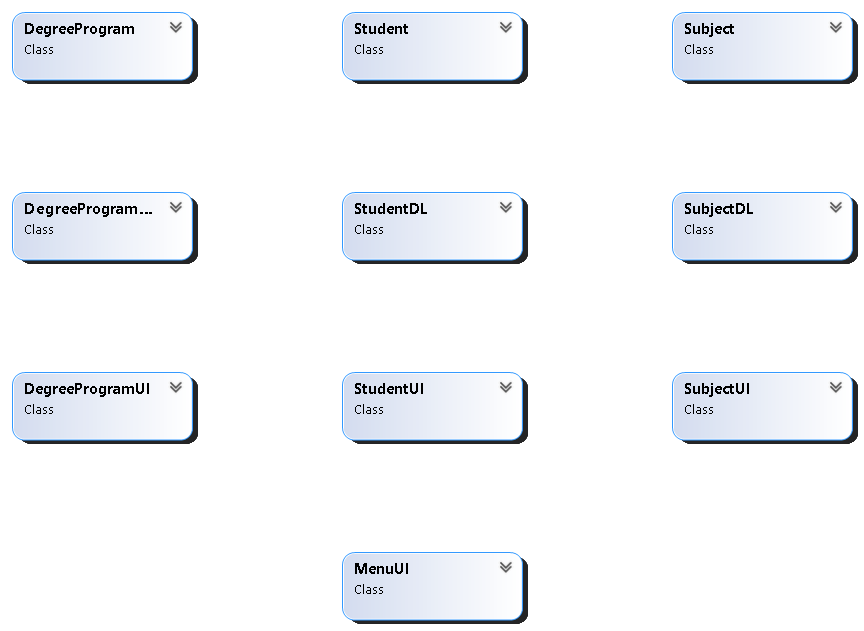 DegreeProgram
Class
Student
Class
Subject
Class
DegreeProgram...
Class
StudentDL
Class
SubjectDL
Class
DegreeProgramUI
Class
StudentUI
Class
SubjectUI
Class
MenuUI
Class